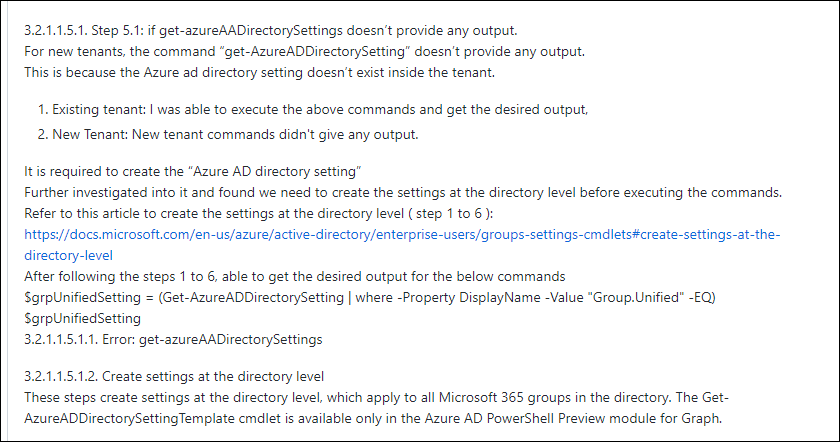 3.2.1.1.5.1. Step 5.1: if get-azureAADirectorySettings doesn’t provide any output.
For new tenants, the command “get-AzureADDirectorySetting” doesn’t provide any output.
This is because the Azure ad directory setting doesn’t exist inside the tenant.
1. Existing tenant: I was able to execute the above commands and get the desired output,
2. New Tenant: New tenant commands didn't give any output.
It is required to create the “Azure AD directory setting”
Further investigated into it and found we need to create the settings at the directory level before executing the commands.
Refer to this article to create the settings at the directory level ( step 1 to 6 ):
https://docs.microsoft.com/en-us/azure/active-directory/enterprise-users/groups-settings-cmdlets#create-settings-at-the-
directory-level
After following the steps 1 to 6, able to get the desired output for the below commands
$grpUnifiedSetting = (Get-AzureADDirectorySetting | where -Property DisplayName -Value "Group.Unified" -EQ)
$grpUnifiedSetting
3.2.1.1.5.1.1. Error: get-azureAADirectorySettings
3.2.1.1.5.1.2. Create settings at the directory level
These steps create settings at the directory level, which apply to all Microsoft 365 groups in the directory. The Get-
AzureADDirectorySettingTemplate cmdlet is available only in the Azure AD PowerShell Preview module for Graph.